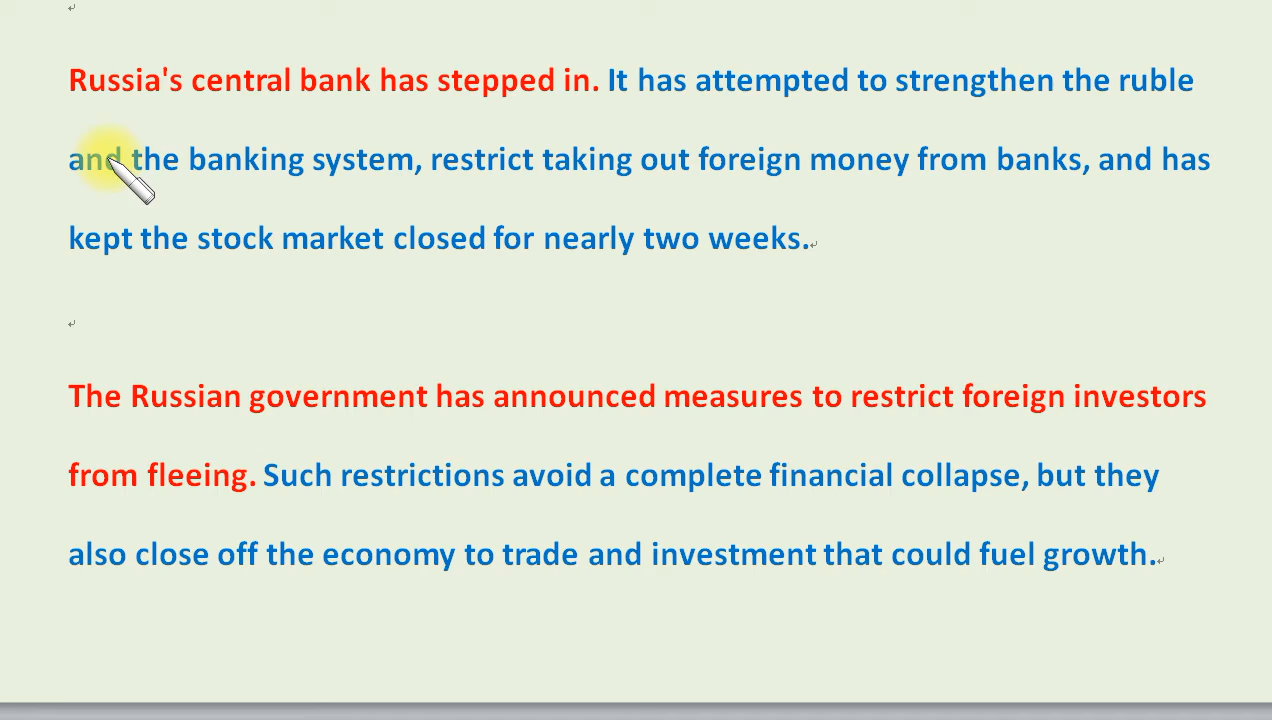 Russia's central bank has stepped in. It has attempted to strengthen the ruble
and the banking system, restrict taking out foreign money from banks, and has
kept the stock market closed for nearly two weeks.
The Russian government has announced measures to restrict foreign investors
from fleeing. Such restrictions avoid a complete financial collapse, but they
also close off the economy to trade and investment that could fuel growth.